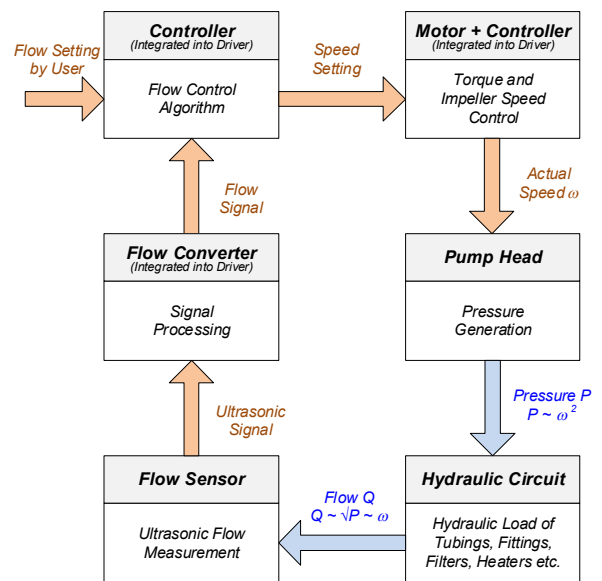 Controller
(Integrated into Driver)
Flow Control
Algorithm
Flow Setting
by User
Speed
Setting
Motor + Controller
(Integrated into Driver)
Torque and
Impeller Speed
Control
Actual
Speed ω
Pump Head
Pressure
Generation
Pressure P
P ~ ω²
Hydraulic Circuit
Hydraulic Load of
Tubings, Fittings,
Filters, Heaters etc.
Flow Q
Q ~ √P ~ ω
Flow Sensor
Ultrasonic Flow
Measurement
Ultrasonic
Signal
Flow Converter
(Integrated into Driver)
Signal
Processing
Flow
Signal